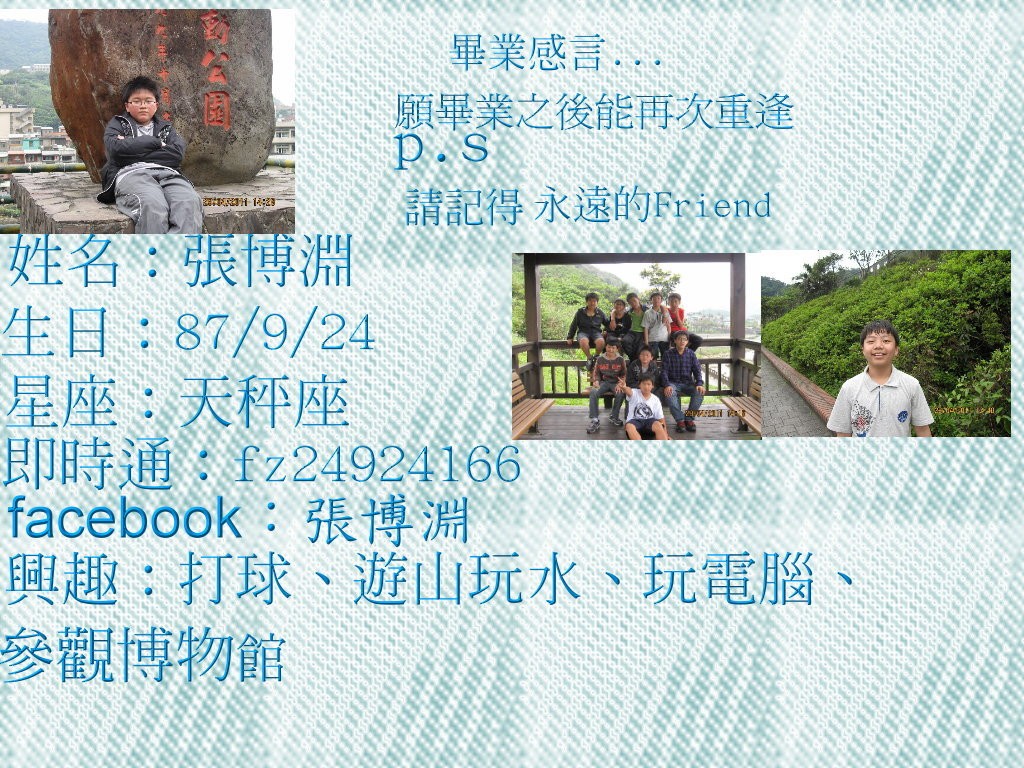 畢業感言...
願畢業之後能再次重逢
p.s
請記得 永遠的Friend
公園
姓名：張博淵
生日：87/9/24
星座：天秤座
即時通：fz24924166
facebook：張博淵
興趣：打球、遊山玩水、玩電腦、
參觀博物館